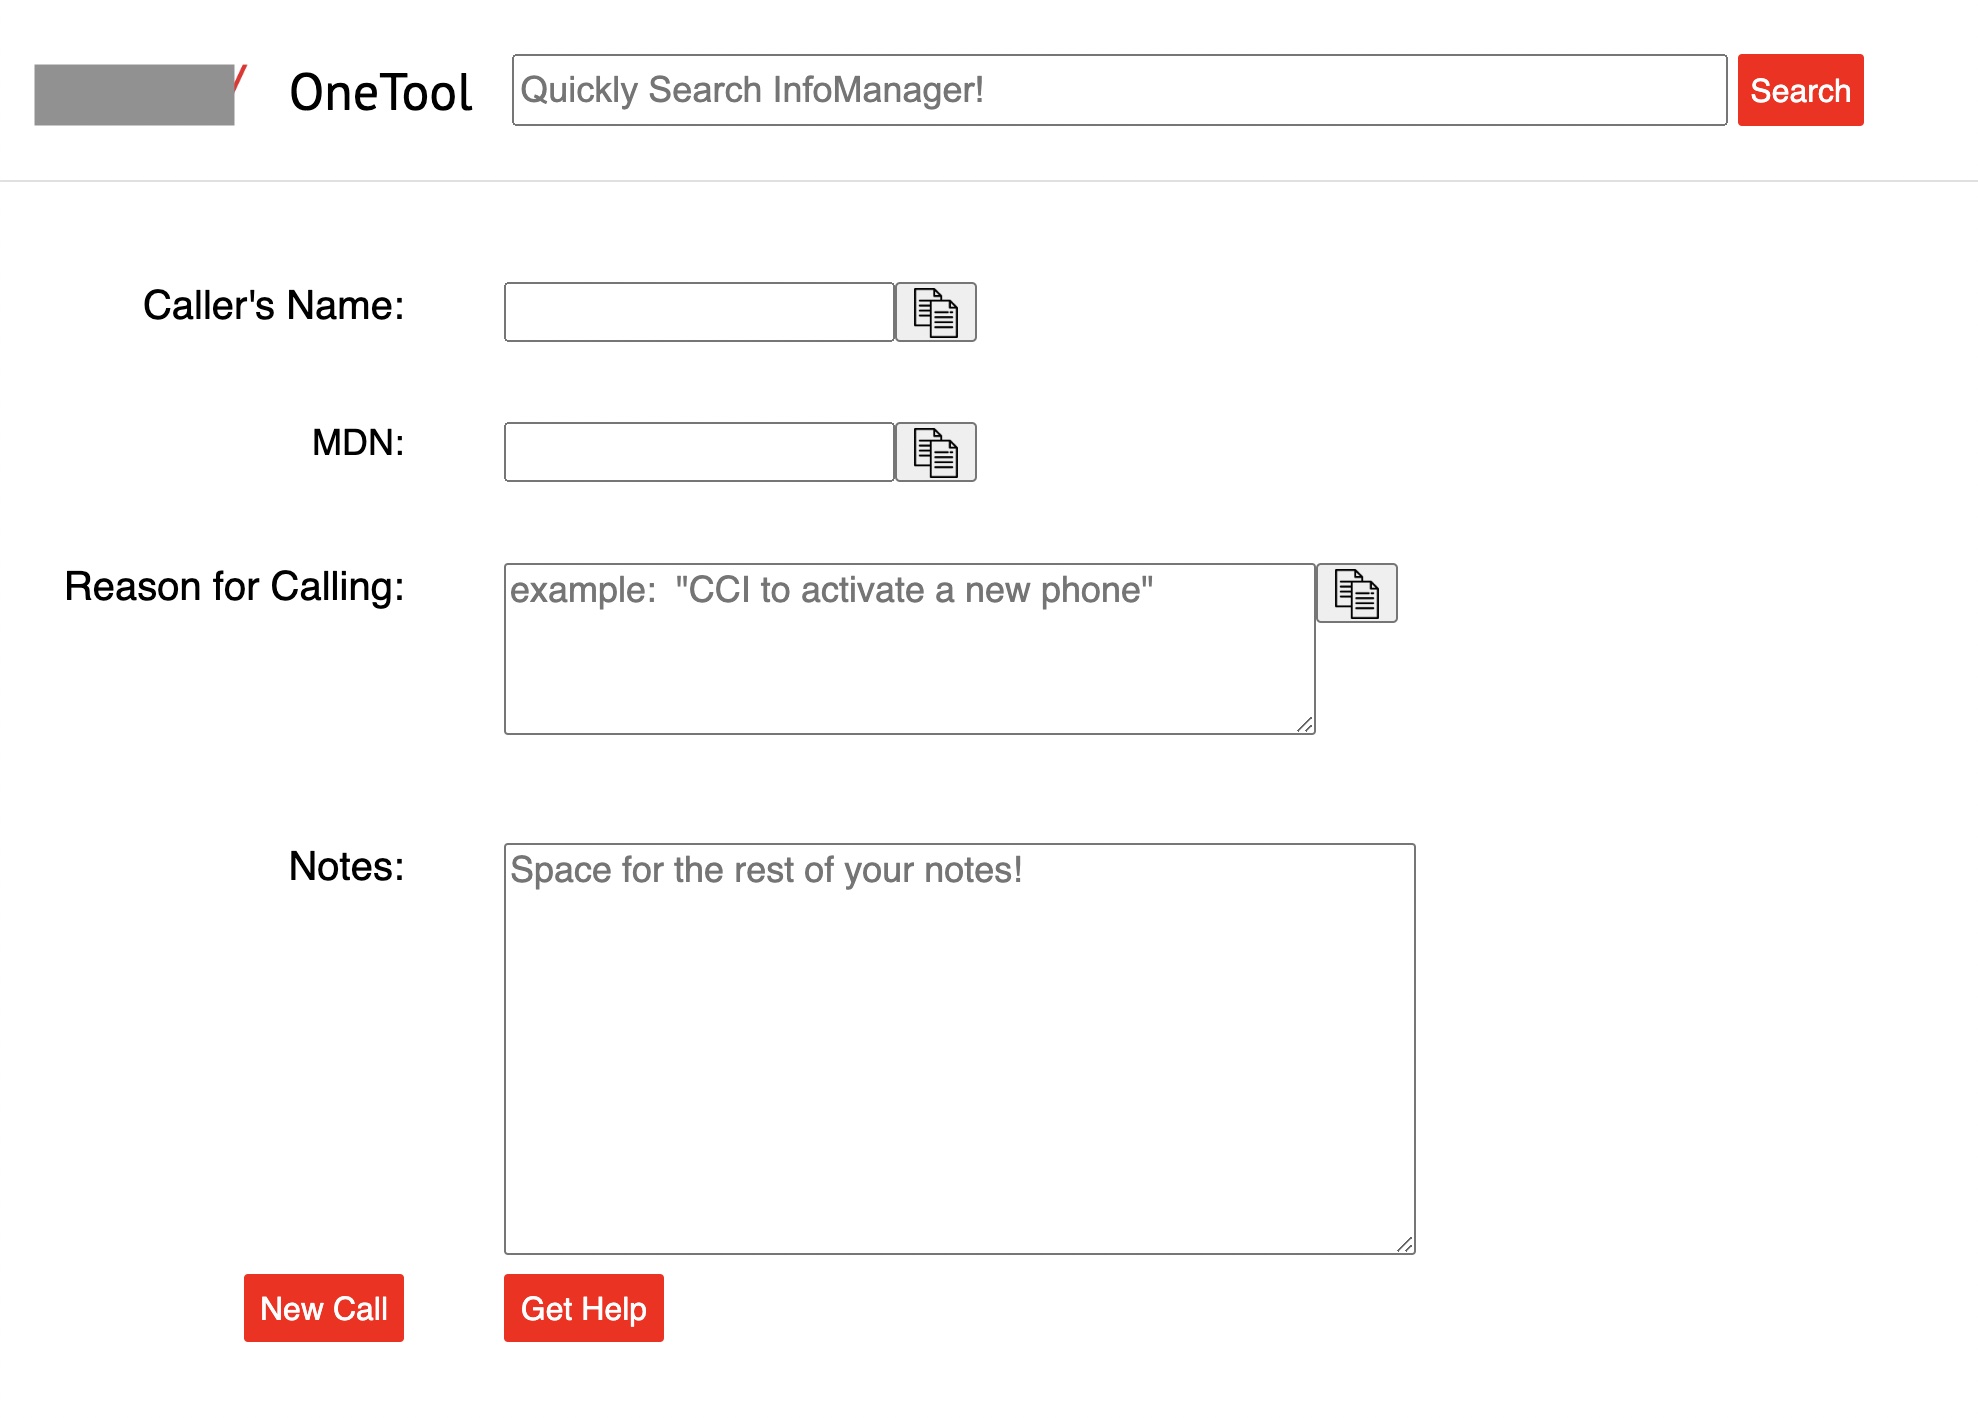 OneTool
Quickly Search InfoManager!
Search
Caller's Name:
MDN:
Reason for Calling:
example:  "CCI to activate a new phone"
Notes:
Space for the rest of your notes!
New Call
Get Help